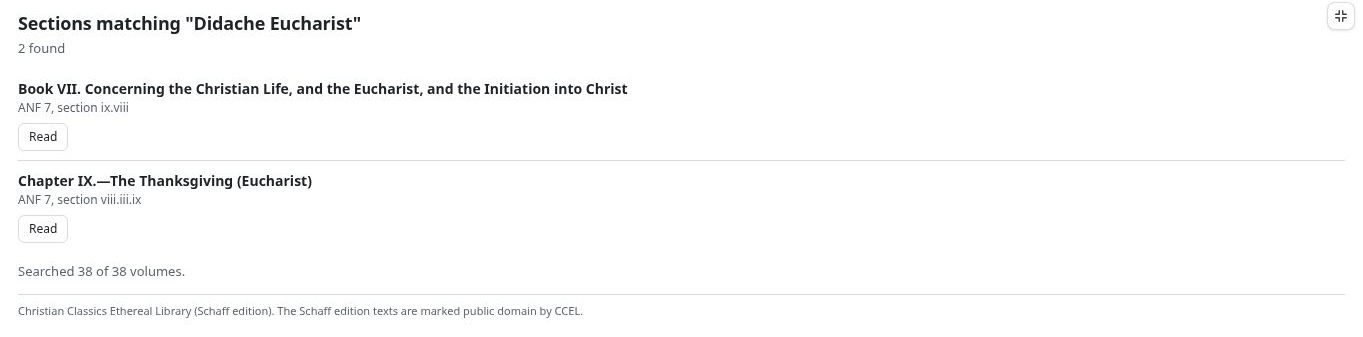 Sections matching "Didache Eucharist"
2 found
Book VII. Concerning the Christian Life, and the Eucharist, and the Initiation into Christ
ANF 7, section ix.viii
Read
Chapter IX.—The Thanksgiving (Eucharist)
ANF 7, section viii.iii.ix
Read
Searched 38 of 38 volumes.
Christian Classics Ethereal Library (Schaff edition). The Schaff edition texts are marked public domain by CCEL.